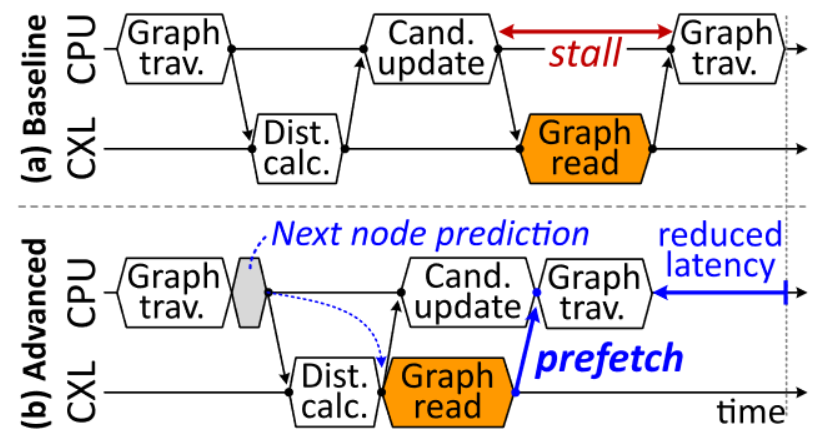 (a) Baseline
CPU
Graph
trav.
Cand.
update
stall
Graph
trav.
CXL
Dist.
calc.
Graph
read
(b) Advanced
Next node prediction
reduced
latency
CPU
Graph
trav.
Cand.
update
Graph
trav.
prefetch
CXL
Dist.
calc.
Graph
read
time